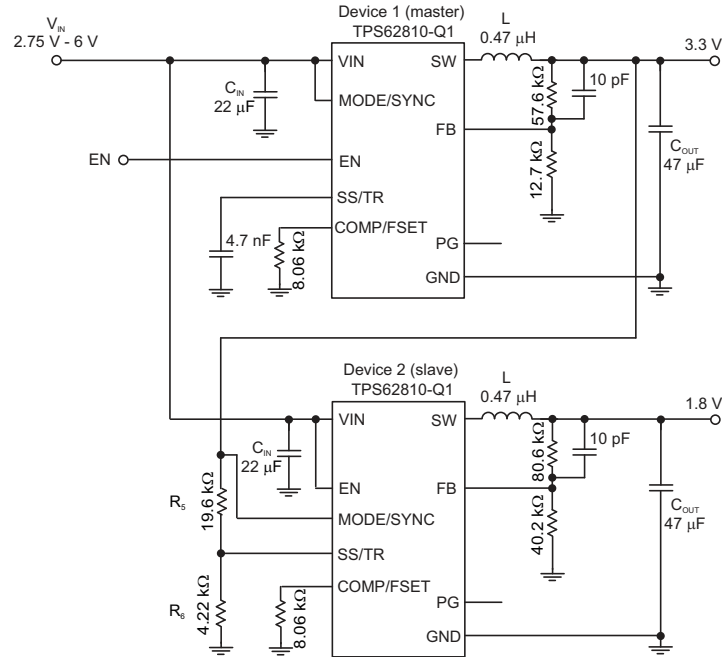 Device 1 (master)
TPS62810-Q1
V_IN
2.75 V - 6 V
L
0.47 µH
3.3 V
VIN
SW
C_IN
22 µF
MODE/SYNC
57.6 kΩ
10 pF
FB
EN
EN
12.7 kΩ
C_OUT
47 µF
SS/TR
COMP/FSET
4.7 nF
8.06 kΩ
PG
GND
Device 2 (slave)
TPS62810-Q1
L
0.47 µH
1.8 V
VIN
SW
C_IN
22 µF
80.6 kΩ
10 pF
EN
FB
R5
19.6 kΩ
MODE/SYNC
40.2 kΩ
C_OUT
47 µF
SS/TR
COMP/FSET
R6
4.22 kΩ
8.06 kΩ
PG
GND